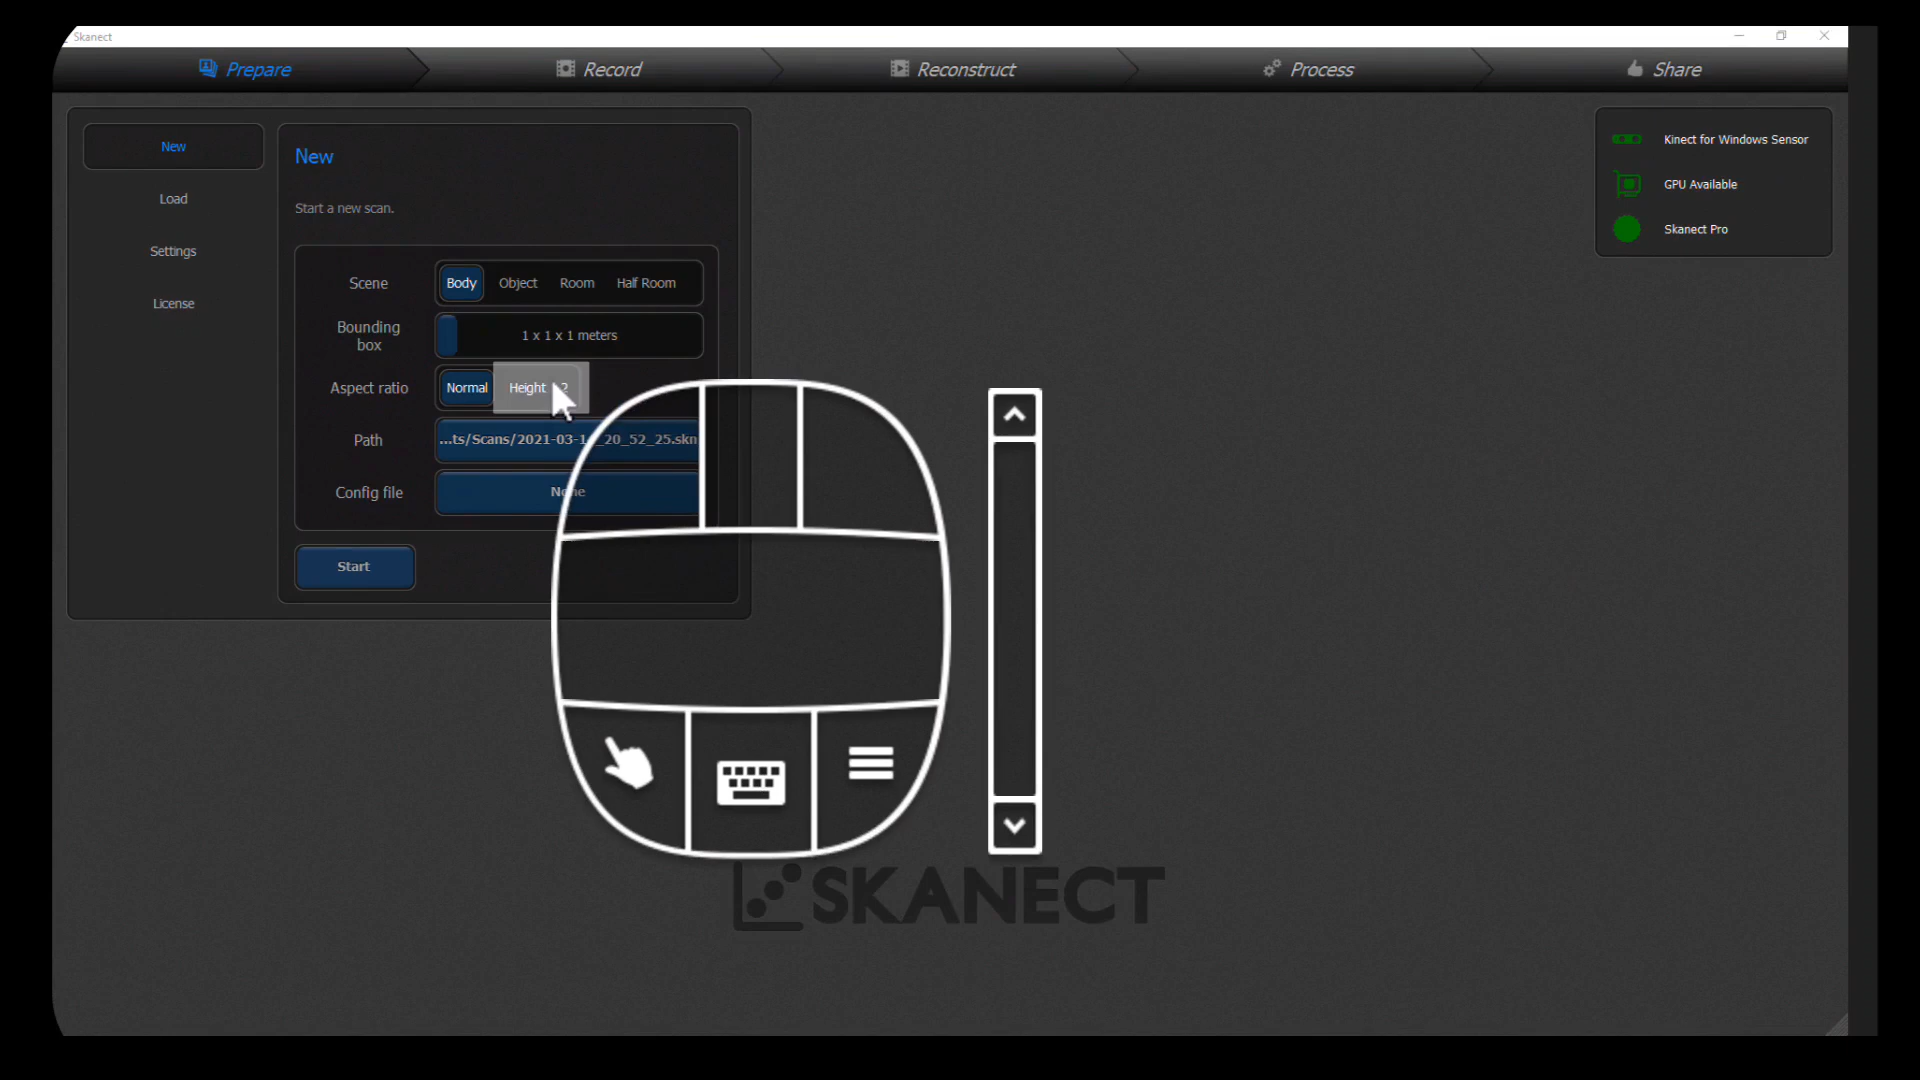 Skanect
Prepare Record Reconstruct Process Share
New
Load
Settings
License
New
Start a new scan.
Scene Body Object Room Half Room
Bounding box 1 x 1 x 1 meters
Aspect ratio Normal Height
Path ...ts/Scans/2021-03-1 _20_52_25.skn
Config file None
Start
Kinect for Windows Sensor
GPU Available
Skanect Pro
SKANECT